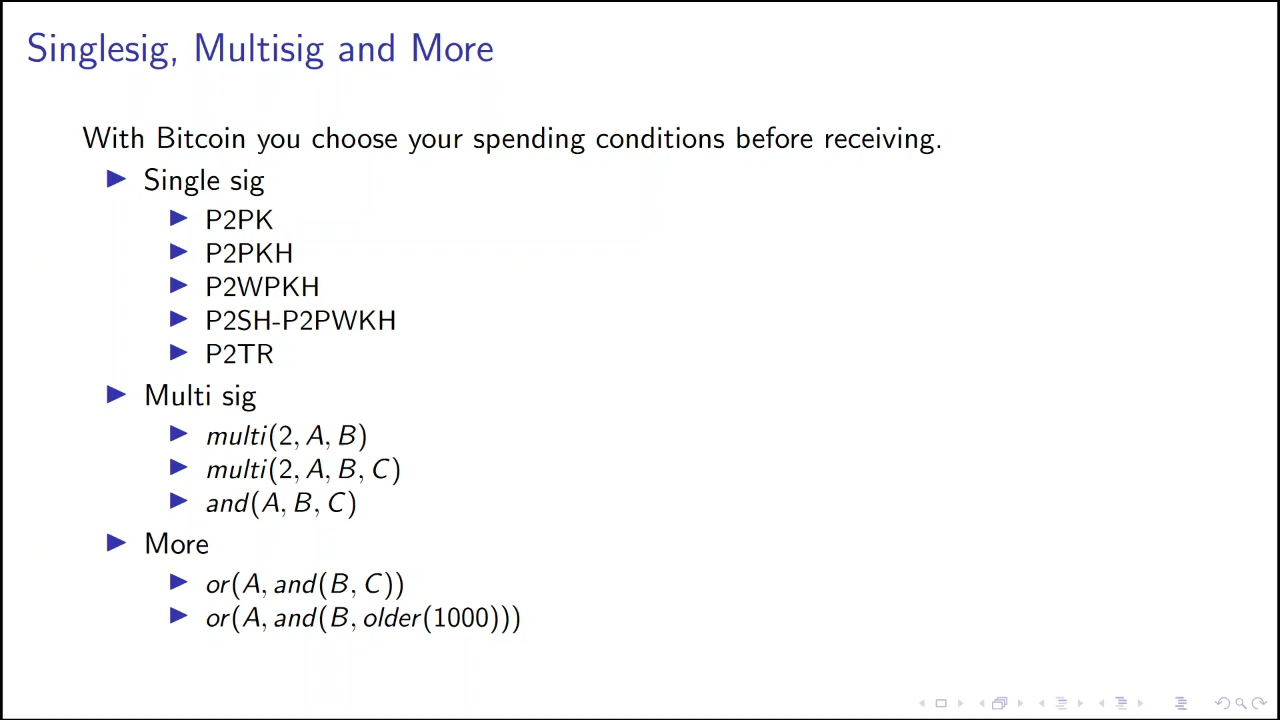 Singlesig, Multisig and More
With Bitcoin you choose your spending conditions before receiving.
Single sig
P2PK
P2PKH
P2WPKH
P2SH-P2PWKH
P2TR
Multi sig
multi(2, A, B)
multi(2, A, B, C)
and(A, B, C)
More
or(A, and(B, C))
or(A, and(B, older(1000)))